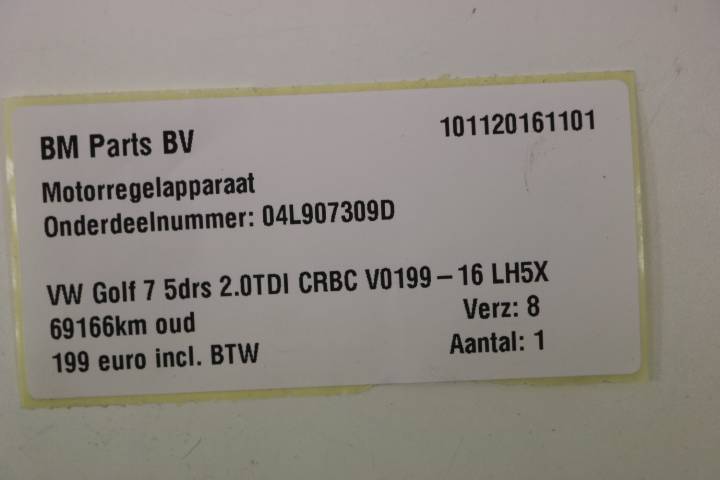 BM Parts BV 101120161101
Motorregelapparaat
Onderdeelnummer: 04L907309D
VW Golf 7 5drs 2.0TDI CRBC V0199-16 LH5X
69166km oud Verz: 8
199 euro incl. BTW Aantal: 1